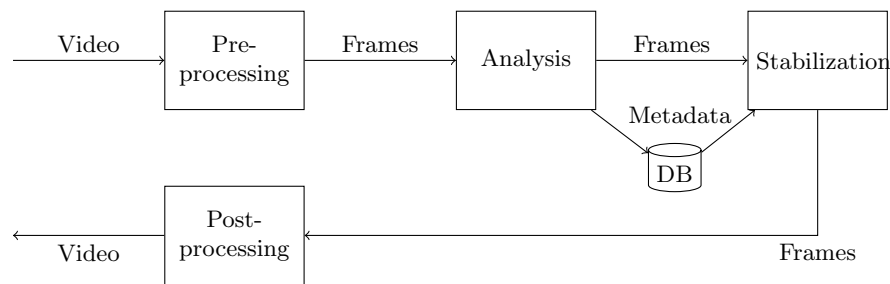 Video
Pre-
processing
Frames
Analysis
Frames
Stabilization
Metadata
DB
Video
Post-
processing
Frames